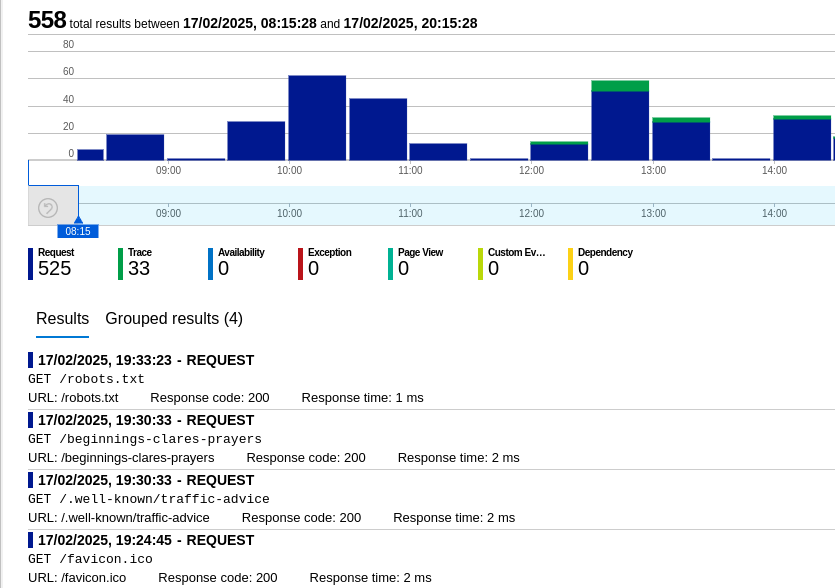 558 total results between 17/02/2025, 08:15:28 and 17/02/2025, 20:15:28
80
60
40
20
0
09:00 10:00 11:00 12:00 13:00 14:00
09:00 10:00 11:00 12:00 13:00 14:00
08:15
Request Trace Availability Exception Page View Custom Ev… Dependency
525 33 0 0 0 0 0
Results Grouped results (4)
17/02/2025, 19:33:23 - REQUEST
GET /robots.txt
URL: /robots.txt Response code: 200 Response time: 1 ms
17/02/2025, 19:30:33 - REQUEST
GET /beginnings-clares-prayers
URL: /beginnings-clares-prayers Response code: 200 Response time: 2 ms
17/02/2025, 19:30:33 - REQUEST
GET /.well-known/traffic-advice
URL: /.well-known/traffic-advice Response code: 200 Response time: 2 ms
17/02/2025, 19:24:45 - REQUEST
GET /favicon.ico
URL: /favicon.ico Response code: 200 Response time: 2 ms